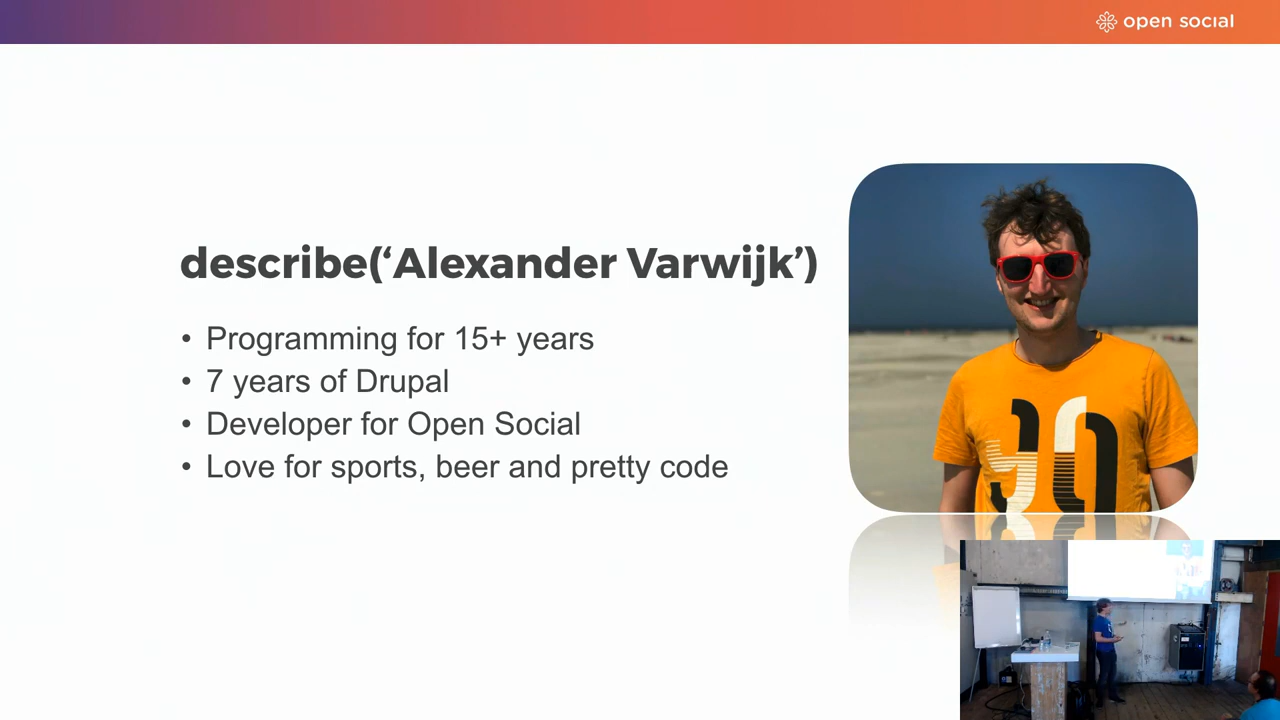 open social
describe(‘Alexander Varwijk’)
• Programming for 15+ years
• 7 years of Drupal
• Developer for Open Social
• Love for sports, beer and pretty code
90